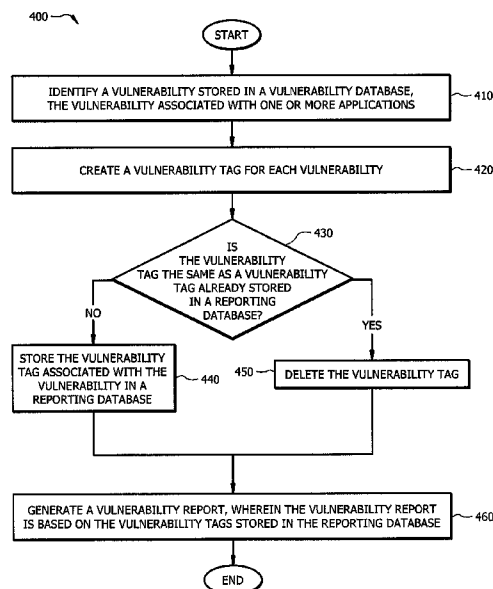 400
START
IDENTIFY A VULNERABILITY STORED IN A VULNERABILITY DATABASE,
THE VULNERABILITY ASSOCIATED WITH ONE OR MORE APPLICATIONS
410
CREATE A VULNERABILITY TAG FOR EACH VULNERABILITY
420
430
IS
THE VULNERABILITY
TAG THE SAME AS A VULNERABILITY
TAG ALREADY STORED
IN A REPORTING
DATABASE?
NO
YES
STORE THE VULNERABILITY
TAG ASSOCIATED WITH THE
VULNERABILITY IN A
REPORTING DATABASE
440
450
DELETE THE VULNERABILITY TAG
GENERATE A VULNERABILITY REPORT, WHEREIN THE VULNERABILITY REPORT
IS BASED ON THE VULNERABILITY TAGS STORED IN THE REPORTING DATABASE
460
END